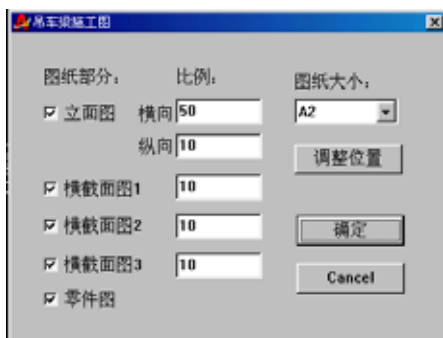 吊车梁施工图
图纸部分： 比例： 图纸大小：
立面图 横向 50 A2
纵向 10 调整位置
横截面图1 10
横截面图2 10 确定
横截面图3 10 Cancel
零件图